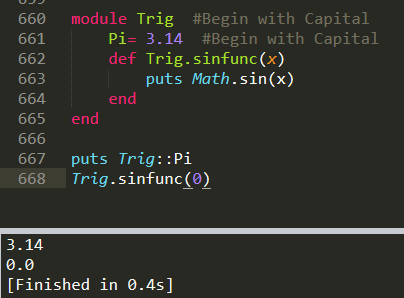 660 module Trig  #Begin with Capital
661     Pi= 3.14  #Begin with Capital
662     def Trig.sinfunc(x)
663         puts Math.sin(x)
664     end
665 end
666
667 puts Trig::Pi
668 Trig.sinfunc(0)
3.14
0.0
[Finished in 0.4s]